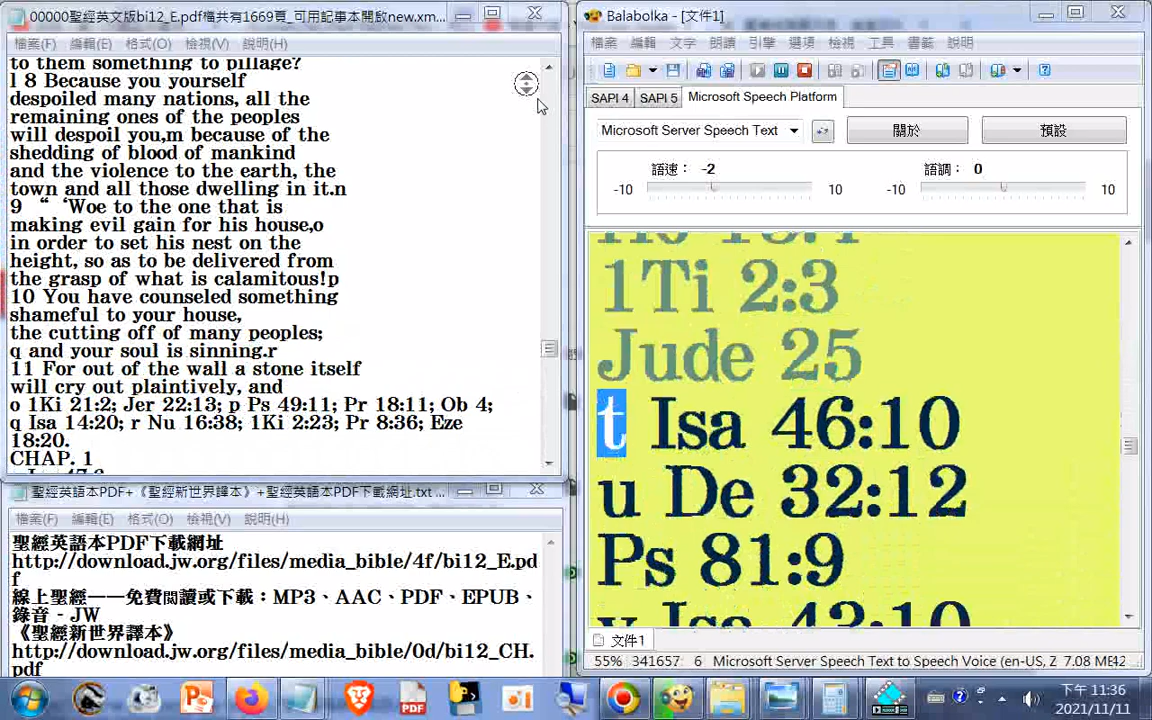 00000聖經英文版bi12_E.pdf檔共有1669頁_可用記事本開啟new.xm...
檔案(F) 編輯(E) 格式(O) 檢視(V) 說明(H)
to them something to pillage?
l 8 Because you yourself
despoiled many nations, all the
remaining ones of the peoples
will despoil you,m because of the
shedding of blood of mankind
and the violence to the earth, the
town and all those dwelling in it.n
9 “ ‘Woe to the one that is
making evil gain for his house,o
in order to set his nest on the
height, so as to be delivered from
the grasp of what is calamitous!p
10 You have counseled something
shameful to your house,
the cutting off of many peoples;
q and your soul is sinning.r
11 For out of the wall a stone itself
will cry out plaintively, and
o 1Ki 21:2; Jer 22:13; p Ps 49:11; Pr 18:11; Ob 4;
q Isa 14:20; r Nu 16:38; 1Ki 2:23; Pr 8:36; Eze
18:20.
CHAP. 1
聖經英語本PDF+《聖經新世界譯本》+聖經英語本PDF下載網址.txt ...
檔案(F) 編輯(E) 格式(O) 檢視(V) 說明(H)
聖經英語本PDF下載網址
http://download.jw.org/files/media_bible/4f/bi12_E.pd
f
線上聖經——免費閱讀或下載：MP3、AAC、PDF、EPUB、
錄音 - JW
《聖經新世界譯本》
http://download.jw.org/files/media_bible/0d/bi12_CH.
pdf
Balabolka - [文件1]
檔案 編輯 文字 朗讀 引擎 選項 檢視 工具 書籤 說明
SAPI 4 SAPI 5 Microsoft Speech Platform
Microsoft Server Speech Text 關於 預設
語速： -2 語調： 0
-10 10 -10 10
1Ti 2:3
Jude 25
t Isa 46:10
u De 32:12
Ps 81:9
v Isa 43:10
文件1
55% 341657: 6 Microsoft Server Speech Text to Speech Voice (en-US, Z 7.08 ME
下午 11:36
2021/11/11